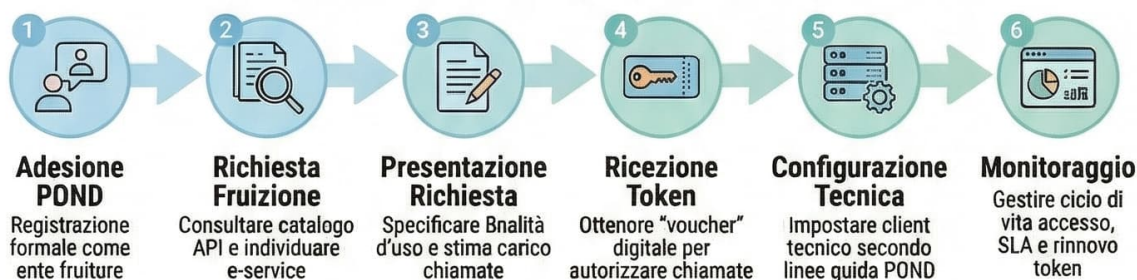 1
Adesione
POND
Registrazione
formale come
ente fruiture
2
Richiesta
Fruizione
Consultare catalogo
API e individuare
e-service
3
Presentazione
Richiesta
Specificare Bnalità
d'uso e stima carico
chiamate
4
Ricezione
Token
Ottenore “voucher”
digitale per
autorizzare chiamate
5
Configurazione
Tecnica
Impostare client
tecnico secondo
linee quida POND
6
Monitoraggio
Gestire ciclo di
vita accesso,
SLA e rinnovo
token